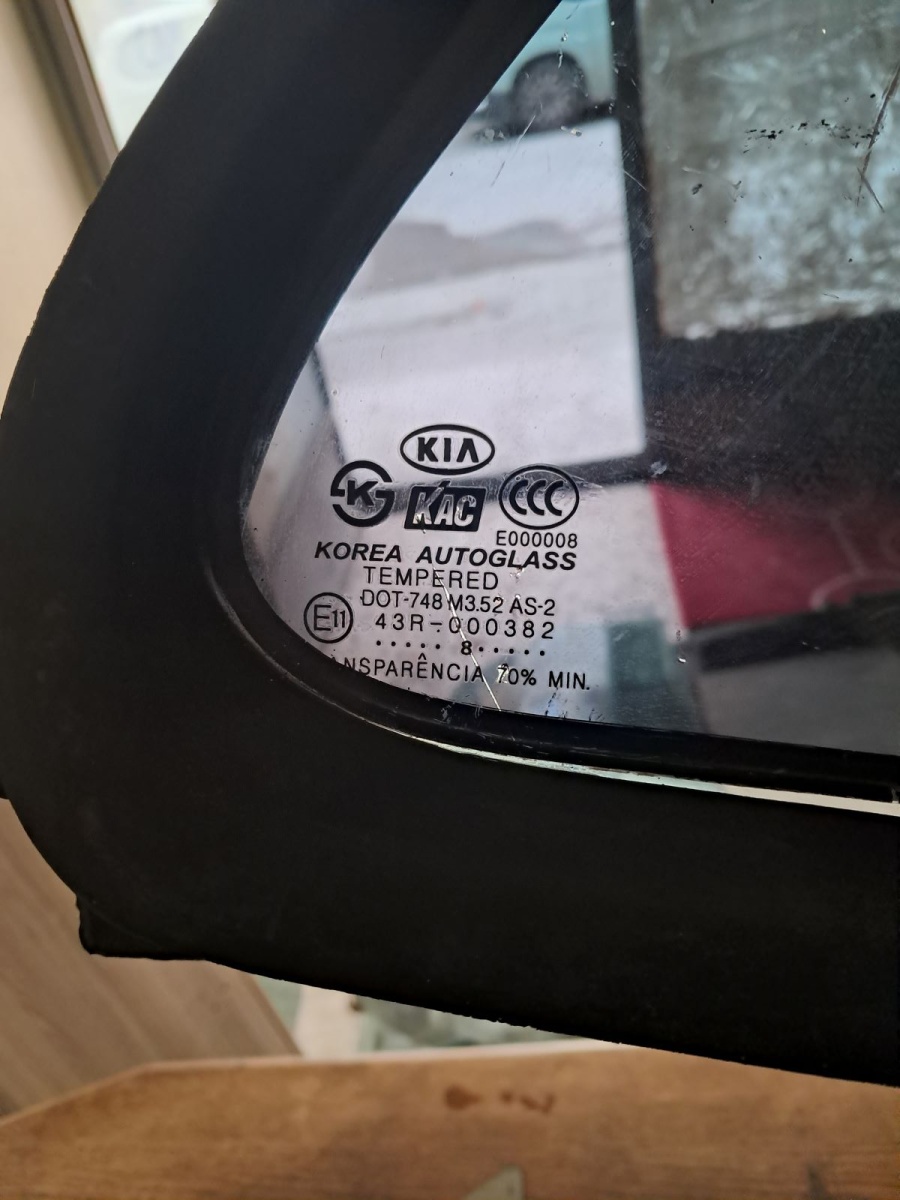 KIA
K
KAC
CCC
E000008
KOREA AUTOGLASS
TEMPERED
DOT-748 M3.52 AS-2
E11
43R-000382
..... 8 .....
NSPARÊNCIA 70% MIN.